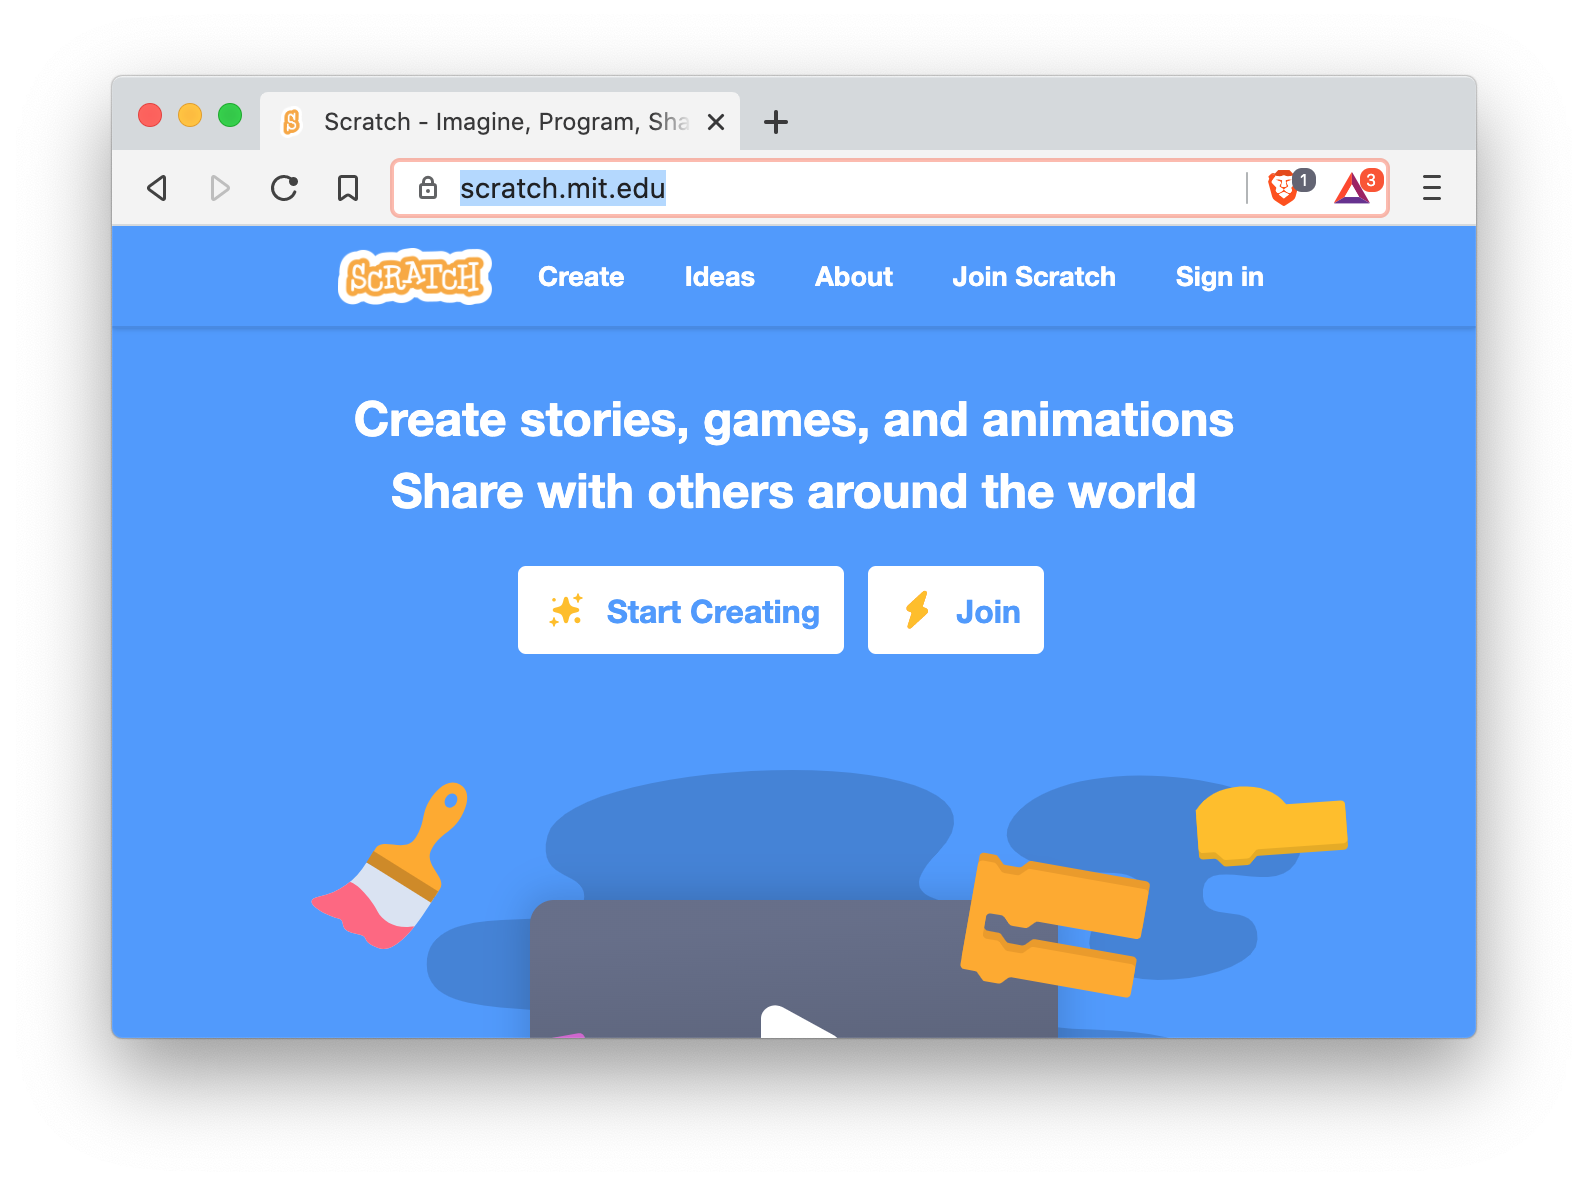 Scratch - Imagine, Program, Sha
scratch.mit.edu
1
3
SCRATCH
Create
Ideas
About
Join Scratch
Sign in
Create stories, games, and animations
Share with others around the world
Start Creating
Join